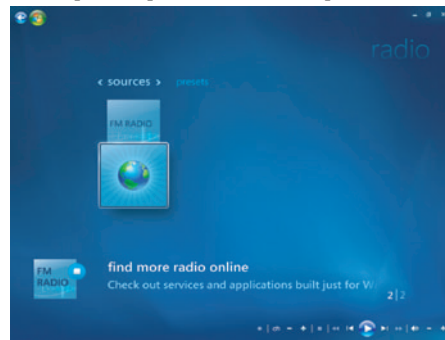 radio
< sources > presets
FM RADIO
FM
RADIO
find more radio online
Check out services and applications built just for W
2|2
ch